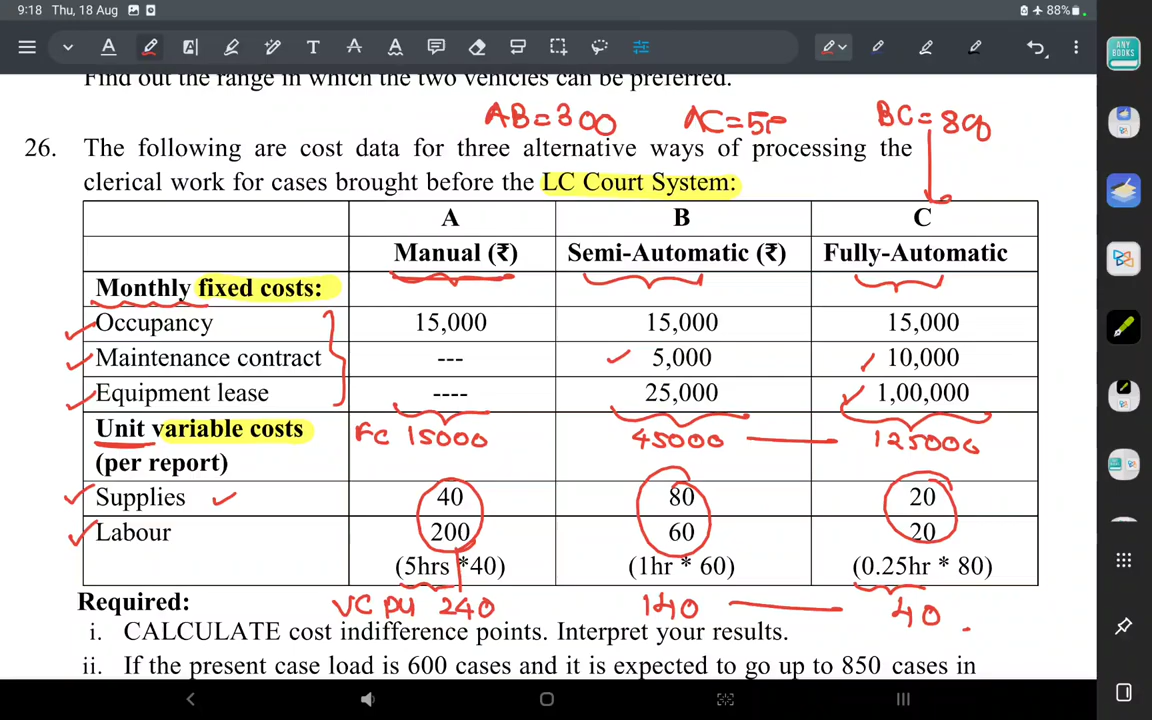 9:18 Thu, 18 Aug
88%
T
A
Find out the range in which the two vehicles can be preferred.
ANY BOOKS
AB=300 AC=5 BC=
26. The following are cost data for three alternative ways of processing the
clerical work for cases brought before the LC Court System:
A B C
Manual (₹) Semi-Automatic (₹) Fully-Automatic
Monthly fixed costs:
Occupancy 15,000 15,000 15,000
Maintenance contract --- 5,000 10,000
Equipment lease ---- 25,000 1,00,000
Unit variable costs FC 15000 45000 125000
(per report)
Supplies 40 80 20
Labour 200 60 20
(5hrs *40) (1hr * 60) (0.25hr * 80)
Required: VC PU 240 140 40
i. CALCULATE cost indifference points. Interpret your results.
ii. If the present case load is 600 cases and it is expected to go up to 850 cases in